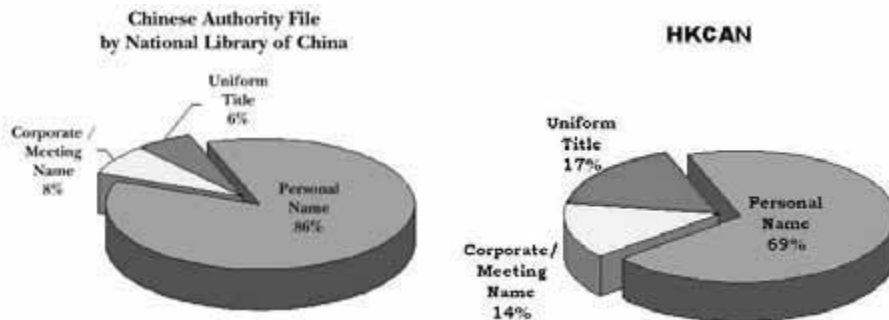 Chinese Authority File
by National Library of China
Uniform
Title
6%
Corporate /
Meeting
Name
8%
Personal
Name
86%
HKCAN
Uniform
Title
17%
Personal
Name
69%
Corporate/
Meeting
Name
14%